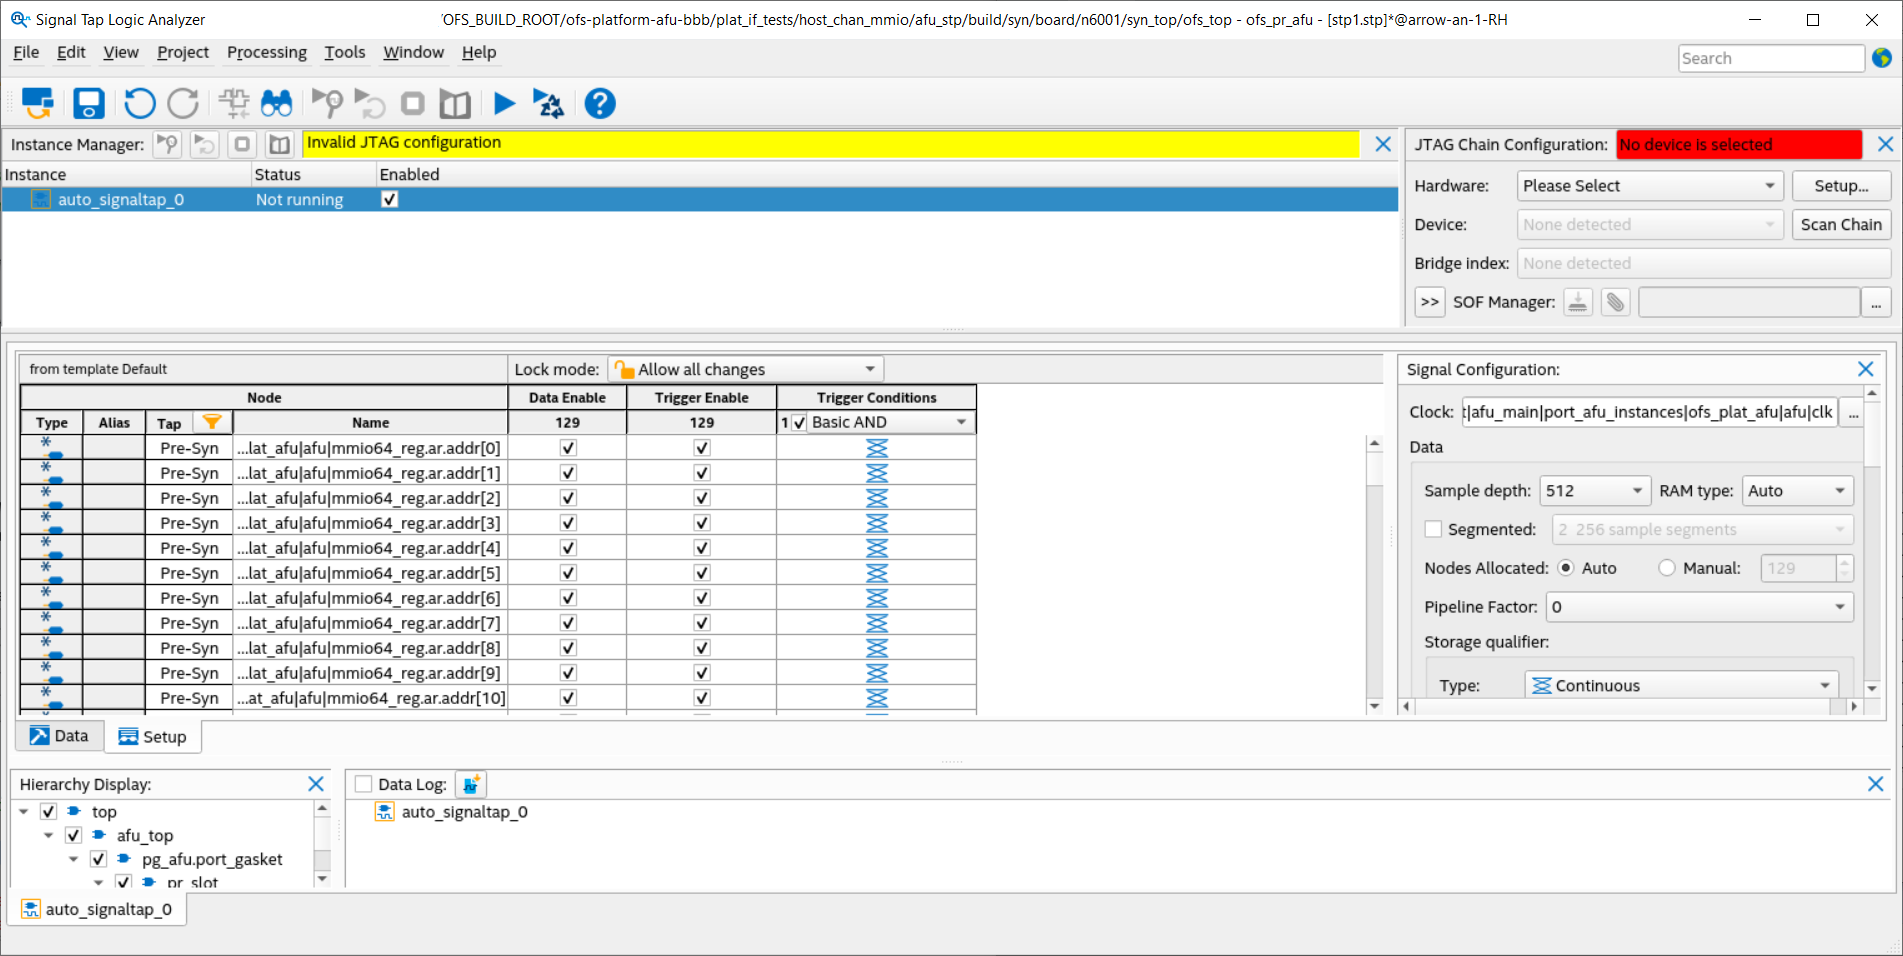 Signal Tap Logic Analyzer
'OFS_BUILD_ROOT/ofs-platform-afu-bbb/plat_if_tests/host_chan_mmio/afu_stp/build/syn/board/n6001/syn_top/ofs_top - ofs_pr_afu - [stp1.stp]*@arrow-an-1-RH
File Edit View Project Processing Tools Window Help
Search
Instance Manager: Invalid JTAG configuration
Instance Status Enabled
auto_signaltap_0 Not running
JTAG Chain Configuration: No device is selected
Hardware: Please Select Setup...
Device: None detected Scan Chain
Bridge index: None detected
>> SOF Manager: ...
from template Default Lock mode: Allow all changes
Node Data Enable Trigger Enable Trigger Conditions
Type Alias Tap Name 129 129 1 Basic AND
Pre-Syn ...lat_afu|afu|mmio64_reg.ar.addr[0]
Pre-Syn ...lat_afu|afu|mmio64_reg.ar.addr[1]
Pre-Syn ...lat_afu|afu|mmio64_reg.ar.addr[2]
Pre-Syn ...lat_afu|afu|mmio64_reg.ar.addr[3]
Pre-Syn ...lat_afu|afu|mmio64_reg.ar.addr[4]
Pre-Syn ...lat_afu|afu|mmio64_reg.ar.addr[5]
Pre-Syn ...lat_afu|afu|mmio64_reg.ar.addr[6]
Pre-Syn ...lat_afu|afu|mmio64_reg.ar.addr[7]
Pre-Syn ...lat_afu|afu|mmio64_reg.ar.addr[8]
Pre-Syn ...lat_afu|afu|mmio64_reg.ar.addr[9]
Pre-Syn ...at_afu|afu|mmio64_reg.ar.addr[10]
Signal Configuration:
Clock: t|afu_main|port_afu_instances|ofs_plat_afu|afu|clk ...
Data
Sample depth: 512 RAM type: Auto
Segmented: 2 256 sample segments
Nodes Allocated: Auto Manual: 129
Pipeline Factor: 0
Storage qualifier:
Type: Continuous
Data Setup
Hierarchy Display:
top
afu_top
pg_afu.port_gasket
pr_slot
Data Log:
auto_signaltap_0
auto_signaltap_0